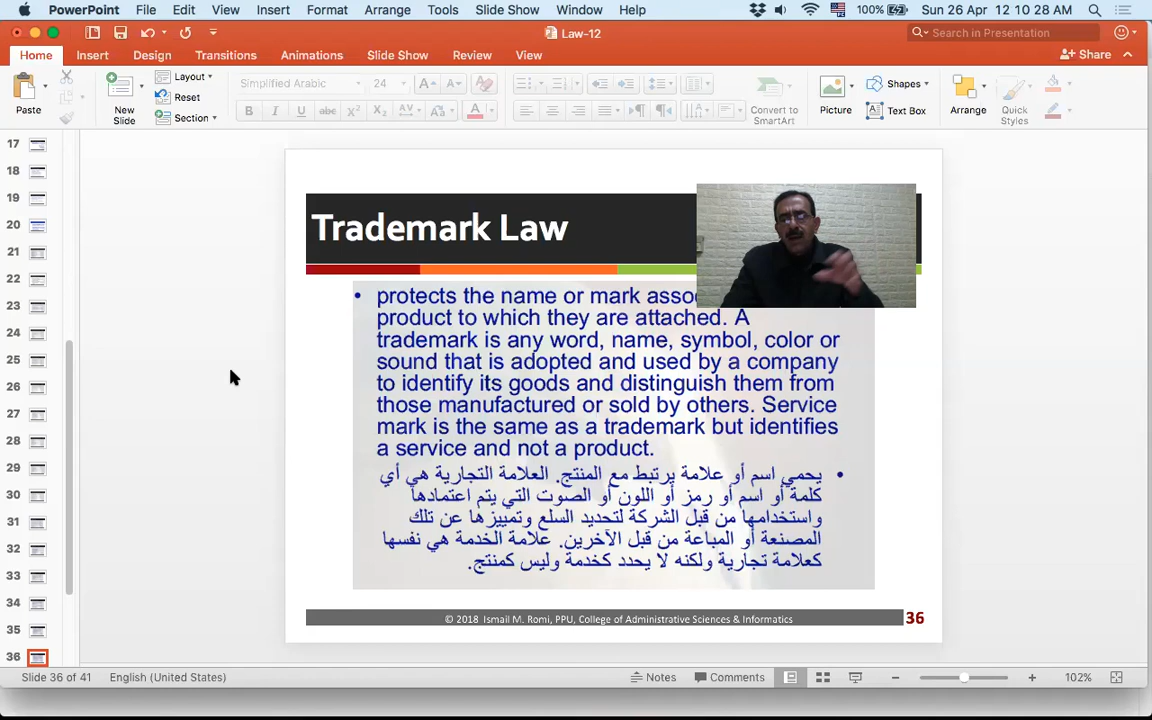 PowerPoint File Edit View Insert Format Arrange Tools Slide Show Window Help 100% Sun 26 Apr 12 10 28 AM
Law-12
Search in Presentation
Home Insert Design Transitions Animations Slide Show Review View
Share
Paste
New Slide
Layout
Reset
Section
Simplified Arabic 24
Convert to SmartArt
Picture
Shapes
Text Box
Arrange
Quick Styles
17
18
19
20
21
22
23
24
25
26
27
28
29
30
31
32
33
34
35
36
Trademark Law
• protects the name or mark
product to which they are attached. A
trademark is any word, name, symbol, color or
sound that is adopted and used by a company
to identify its goods and distinguish them from
those manufactured or sold by others. Service
mark is the same as a trademark but identifies
a service and not a product.
• يحمي اسم أو علامة يرتبط مع المنتج. العلامة التجارية هي أي
كلمة أو اسم أو رمز أو اللون أو الصوت التي يتم اعتمادها
واستخدامها من قبل الشركة لتحديد السلع وتمييزها عن تلك
المصنعة أو المباعة من قبل الآخرين. علامة الخدمة هي نفسها
كعلامة تجارية ولكنه لا يحدد كخدمة وليس كمنتج.
© 2018 Ismail M. Romi, PPU, College of Administrative Sciences & Informatics
36
Slide 36 of 41 English (United States) Notes Comments 102%